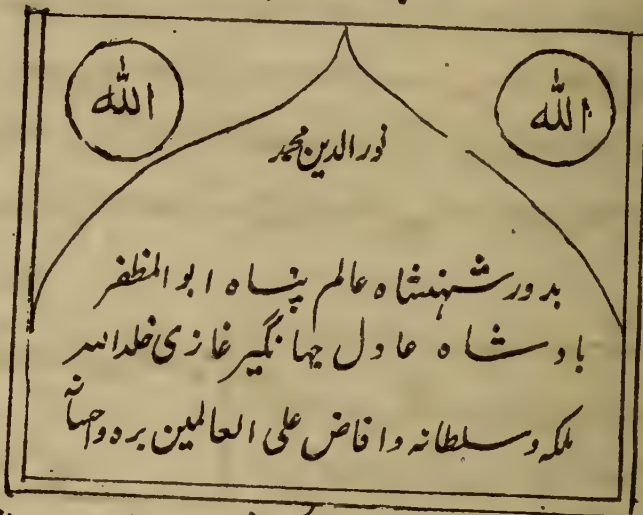 الله
الله
نور الدین محمد
بدور شہنشاہ عالم پناہ ابو المظفر
بادشاہ عادل جہانگیر غازی خلد اللہ
ملکہ و سلطانہ و افاض علی العالمین برہ و احسانہ